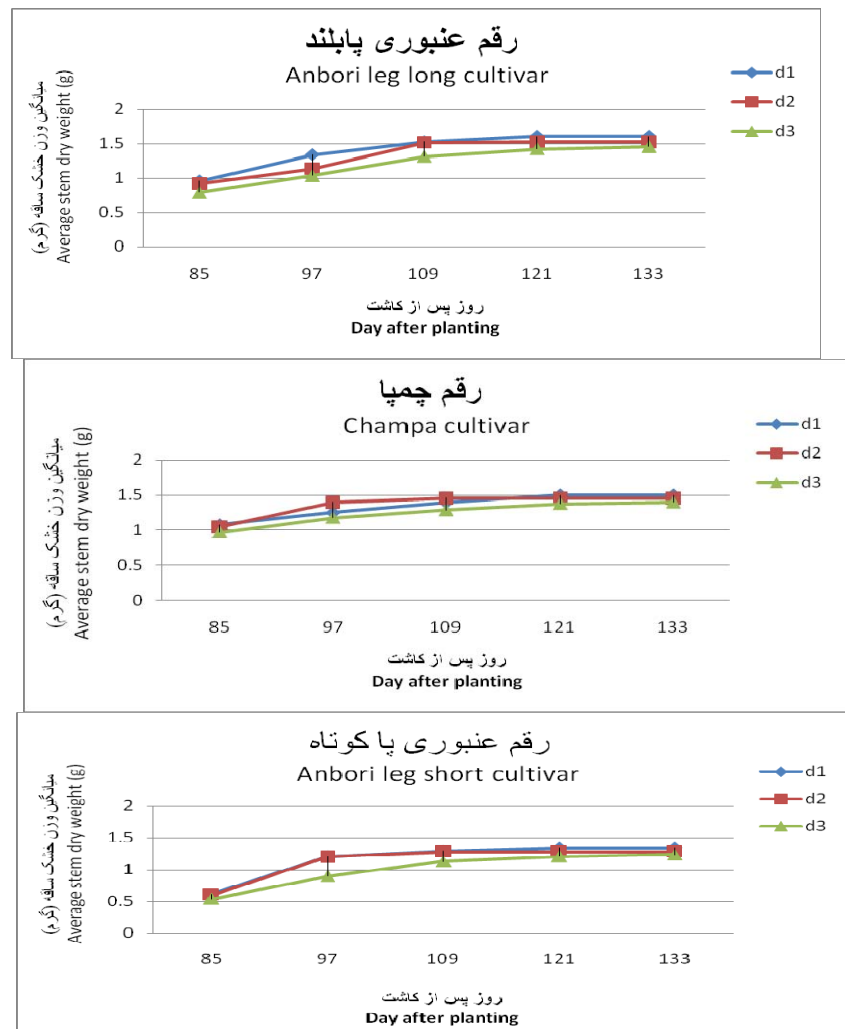 رقم عنبوری پابلند
Anbori leg long cultivar
d1
d2
d3
میانگین وزن خشک ساقه (گرم)
Average stem dry weight (g)
2
1.5
1
0.5
0
85 97 109 121 133
روز پس از کاشت
Day after planting
رقم چمپا
Champa cultivar
d1
d2
d3
میانگین وزن خشک ساقه (گرم)
Average stem dry weight (g)
2
1.5
1
0.5
0
85 97 109 121 133
روز پس از کاشت
Day after planting
رقم عنبوری پا کوتاه
Anbori leg short cultivar
d1
d2
d3
میانگین وزن خشک ساقه (گرم)
Average stem dry weight (g)
2
1.5
1
0.5
0
85 97 109 121 133
روز پس از کاشت
Day after planting